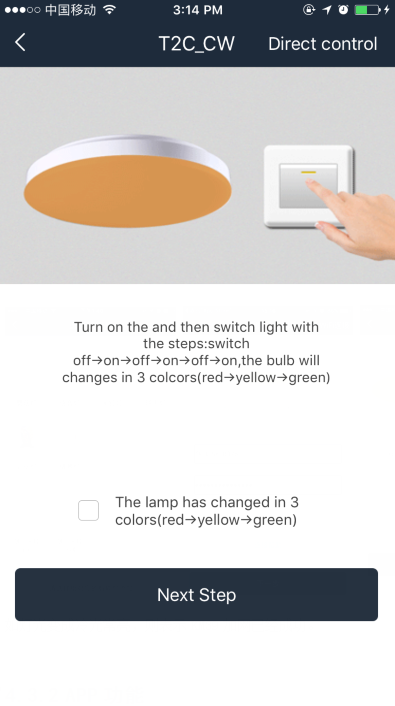 中国移动 3:14 PM
T2C_CW Direct control
Turn on the and then switch light with
the steps:switch
off→on→off→on→off→on,the bulb will
changes in 3 colcors(red→yellow→green)
The lamp has changed in 3
colors(red→yellow→green)
Next Step